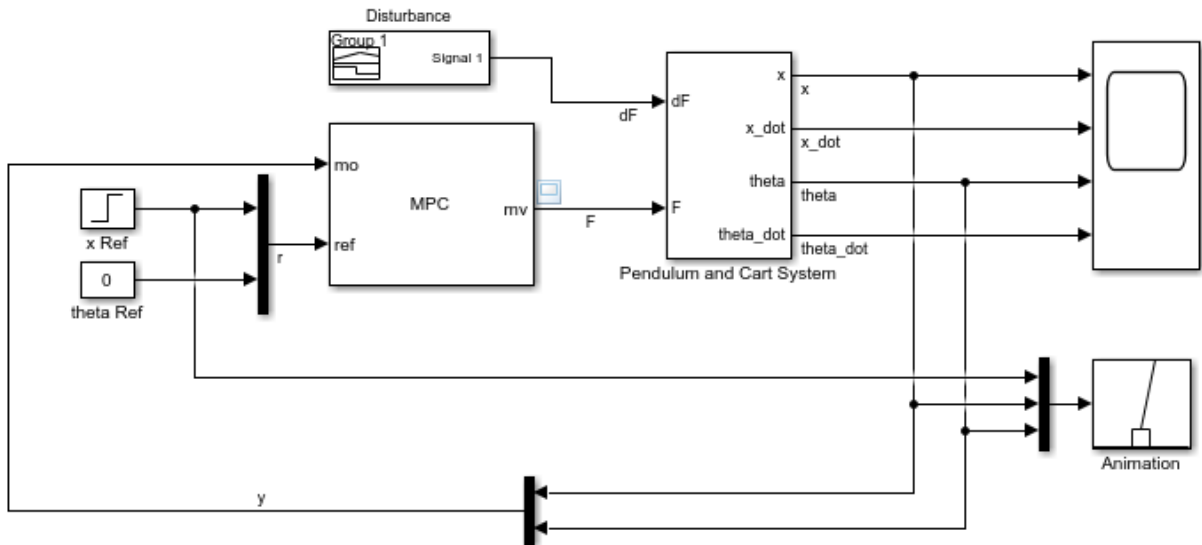 Disturbance
Group 1
Signal 1
dF
mo
MPC
mv
ref
F
dF
F
x
x_dot
theta
theta_dot
x
x_dot
theta
theta_dot
Pendulum and Cart System
x Ref
0
theta Ref
r
Animation
y